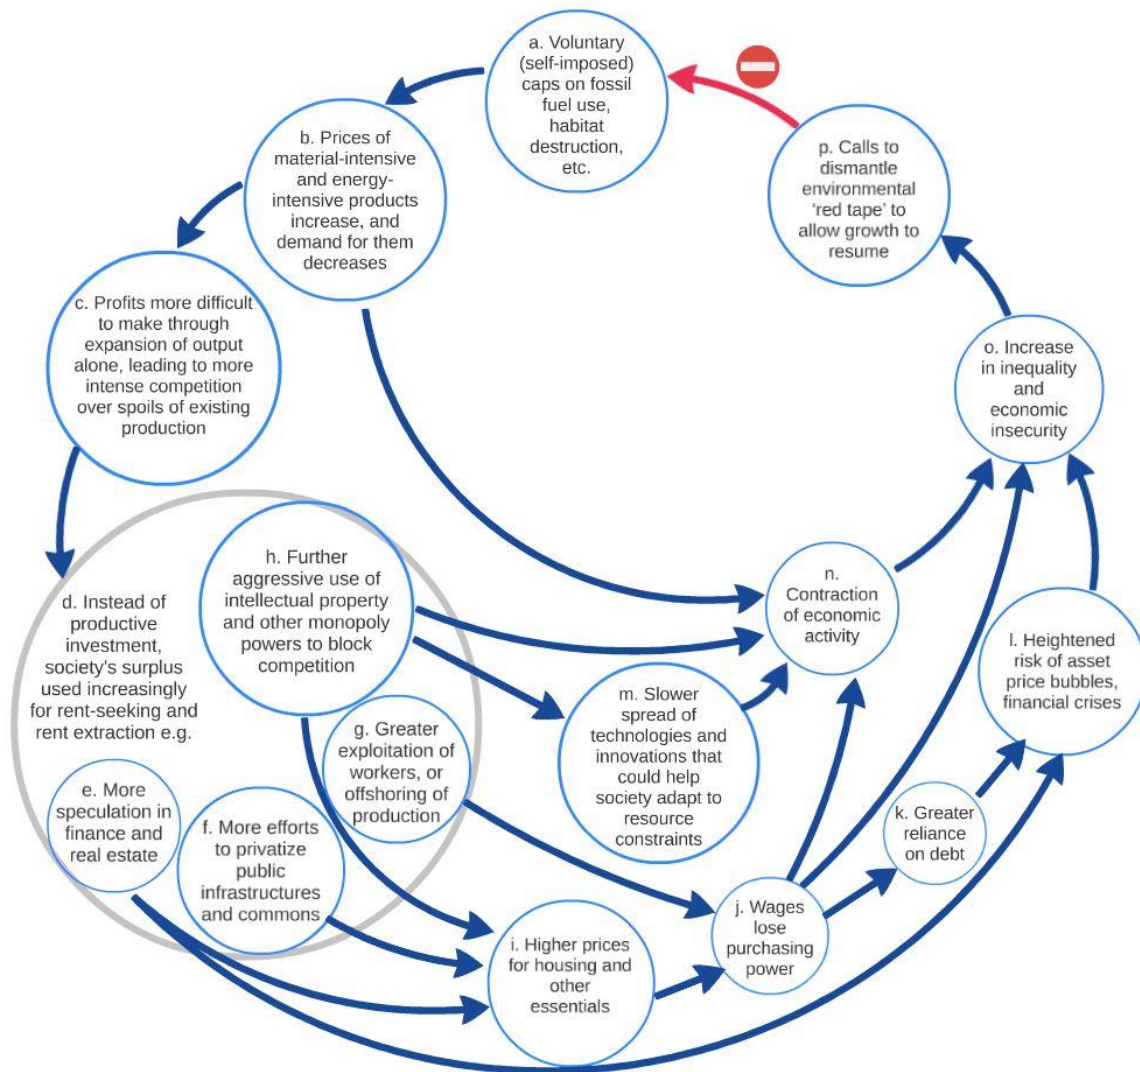 a. Voluntary
(self-imposed)
caps on fossil
fuel use,
habitat
destruction,
etc.
b. Prices of
material-intensive
and energy-
intensive products
increase, and
demand for them
decreases
c. Profits more difficult
to make through
expansion of output
alone, leading to more
intense competition
over spoils of existing
production
d. Instead of
productive
investment,
society's surplus
used increasingly
for rent-seeking and
rent extraction e.g.
e. More
speculation in
finance and
real estate
f. More efforts
to privatize
public
infrastructures
and commons
g. Greater
exploitation of
workers, or
offshoring of
production
h. Further
aggressive use of
intellectual property
and other monopoly
powers to block
competition
i. Higher prices
for housing and
other
essentials
j. Wages
lose
purchasing
power
k. Greater
reliance
on debt
l. Heightened
risk of asset
price bubbles,
financial crises
m. Slower
spread of
technologies and
innovations that
could help
society adapt to
resource
constraints
n.
Contraction
of economic
activity
o. Increase
in inequality
and
economic
insecurity
p. Calls to
dismantle
environmental
‘red tape’ to
allow growth to
resume